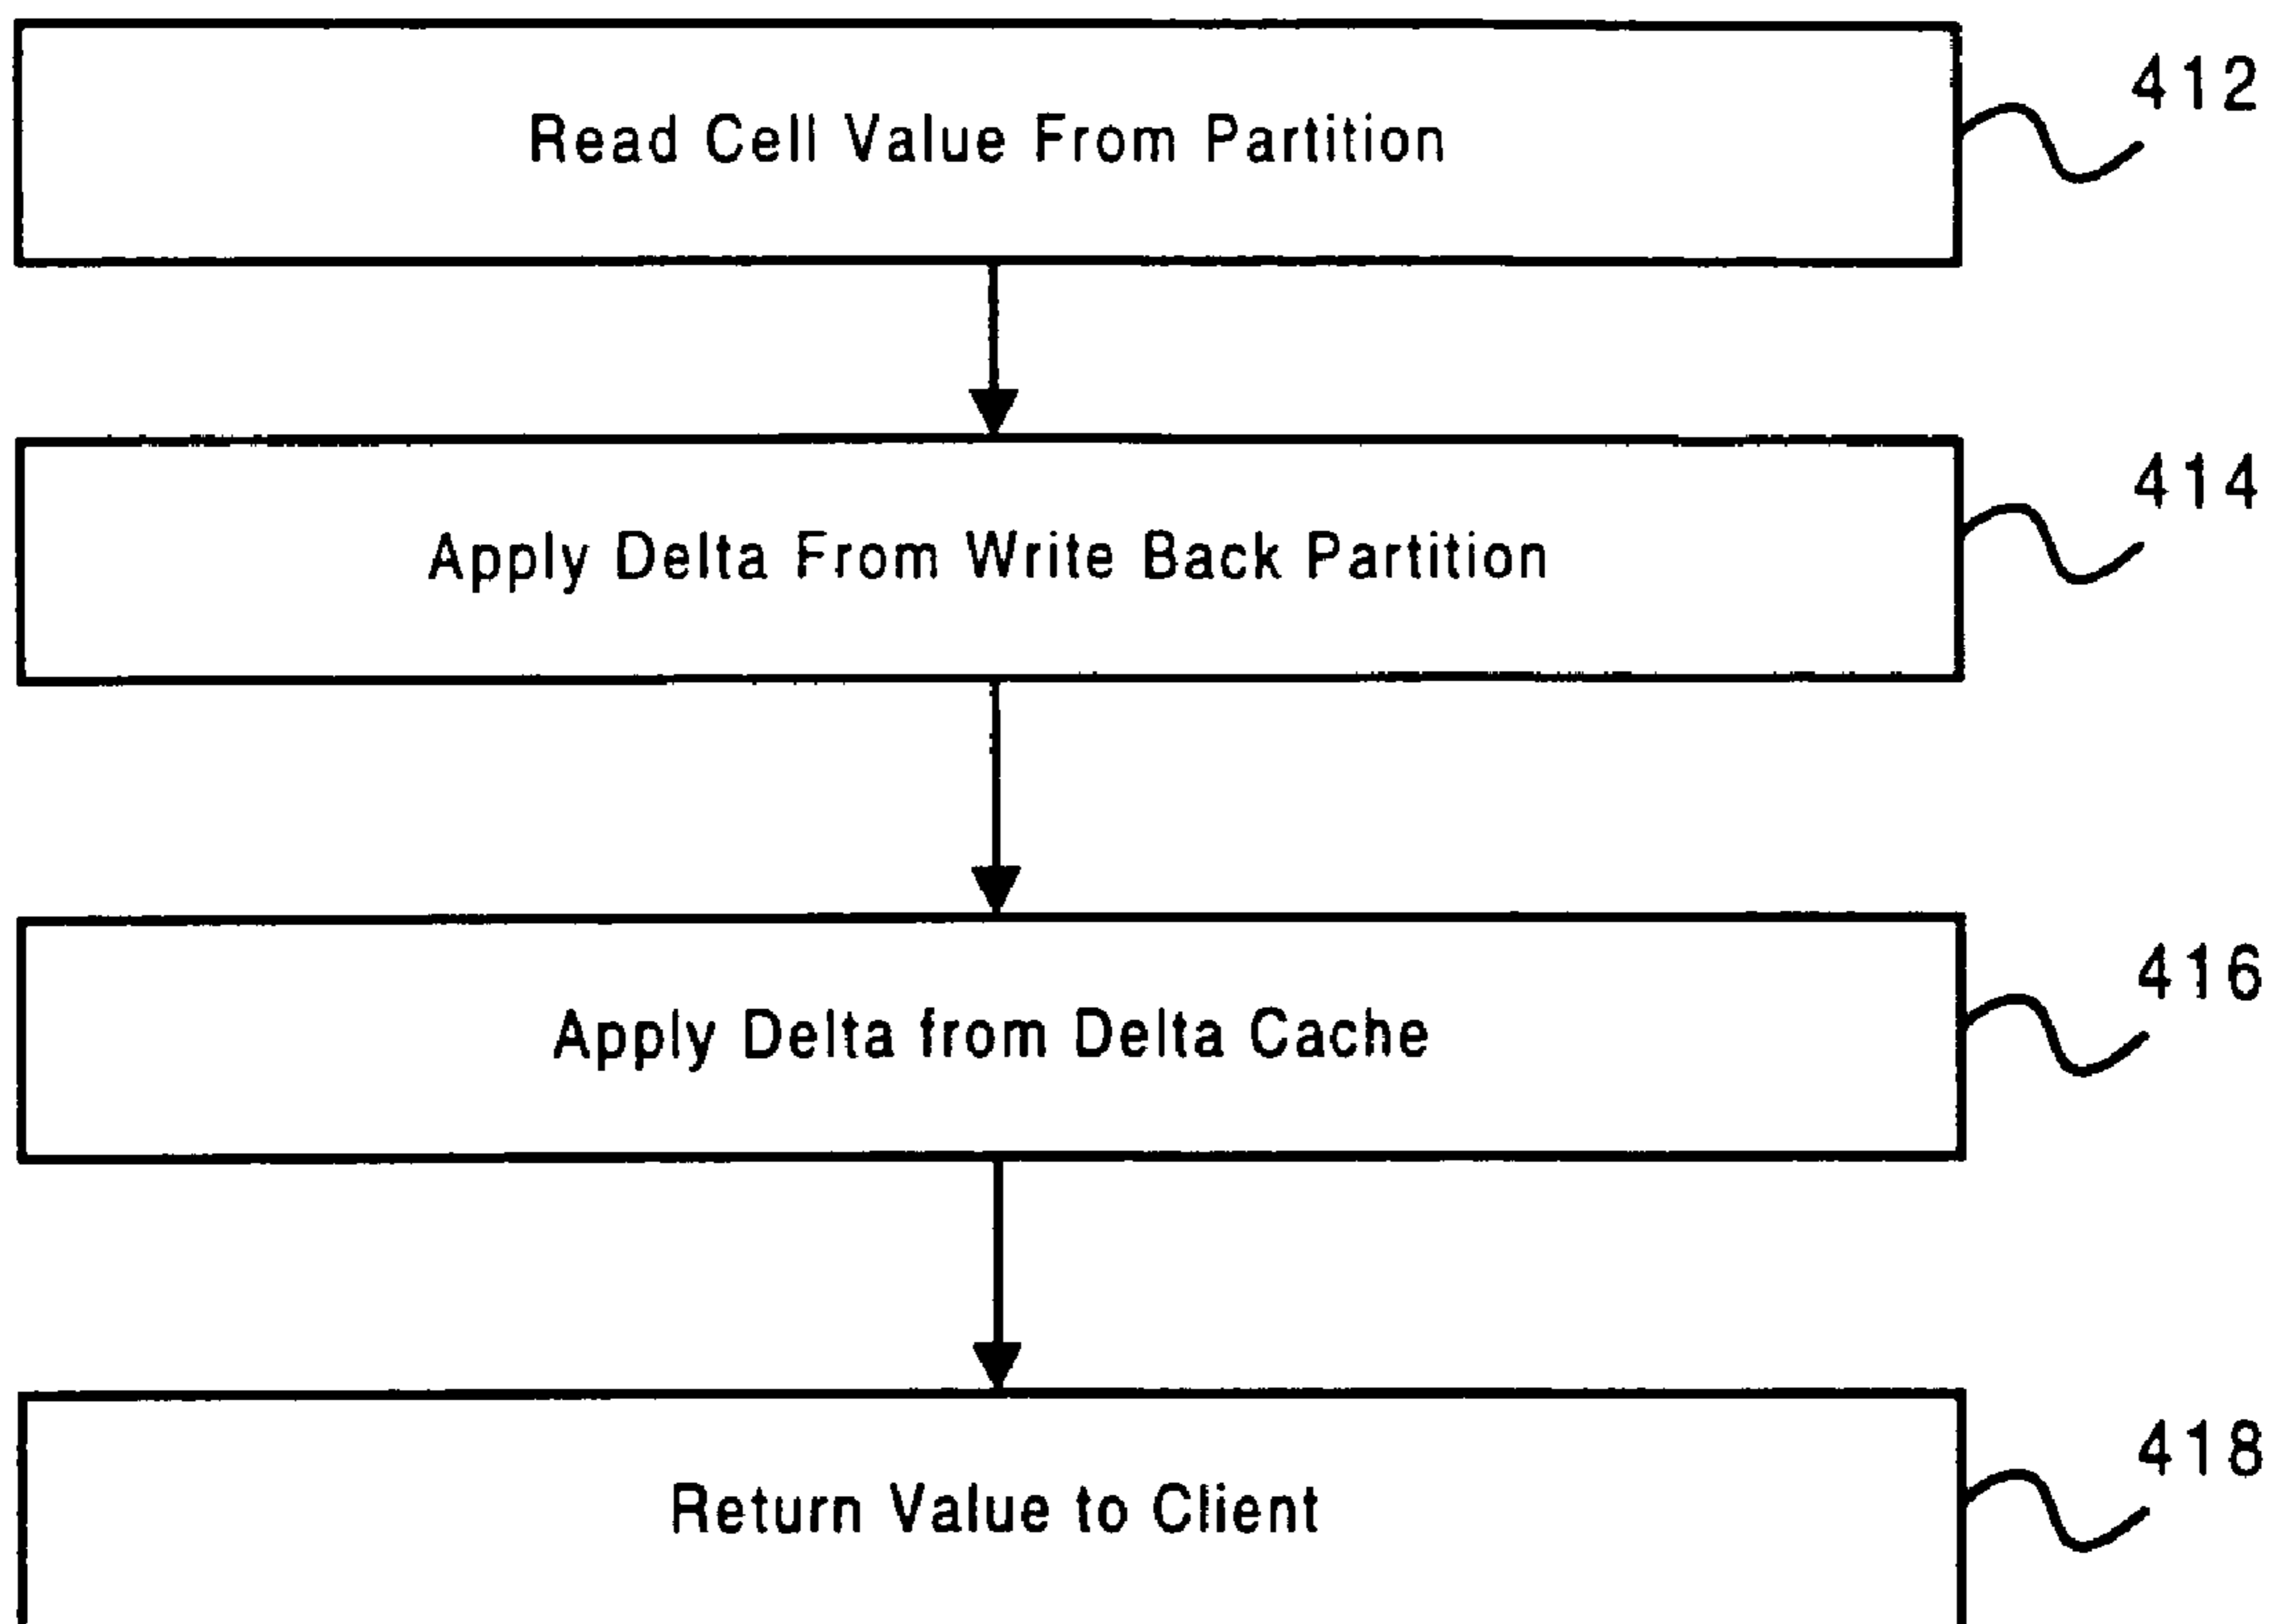 Read Cell Value From Partition
412
Apply Delta From Write Back Partition
414
Apply Delta from Delta Cache
416
Return Value to Client
418